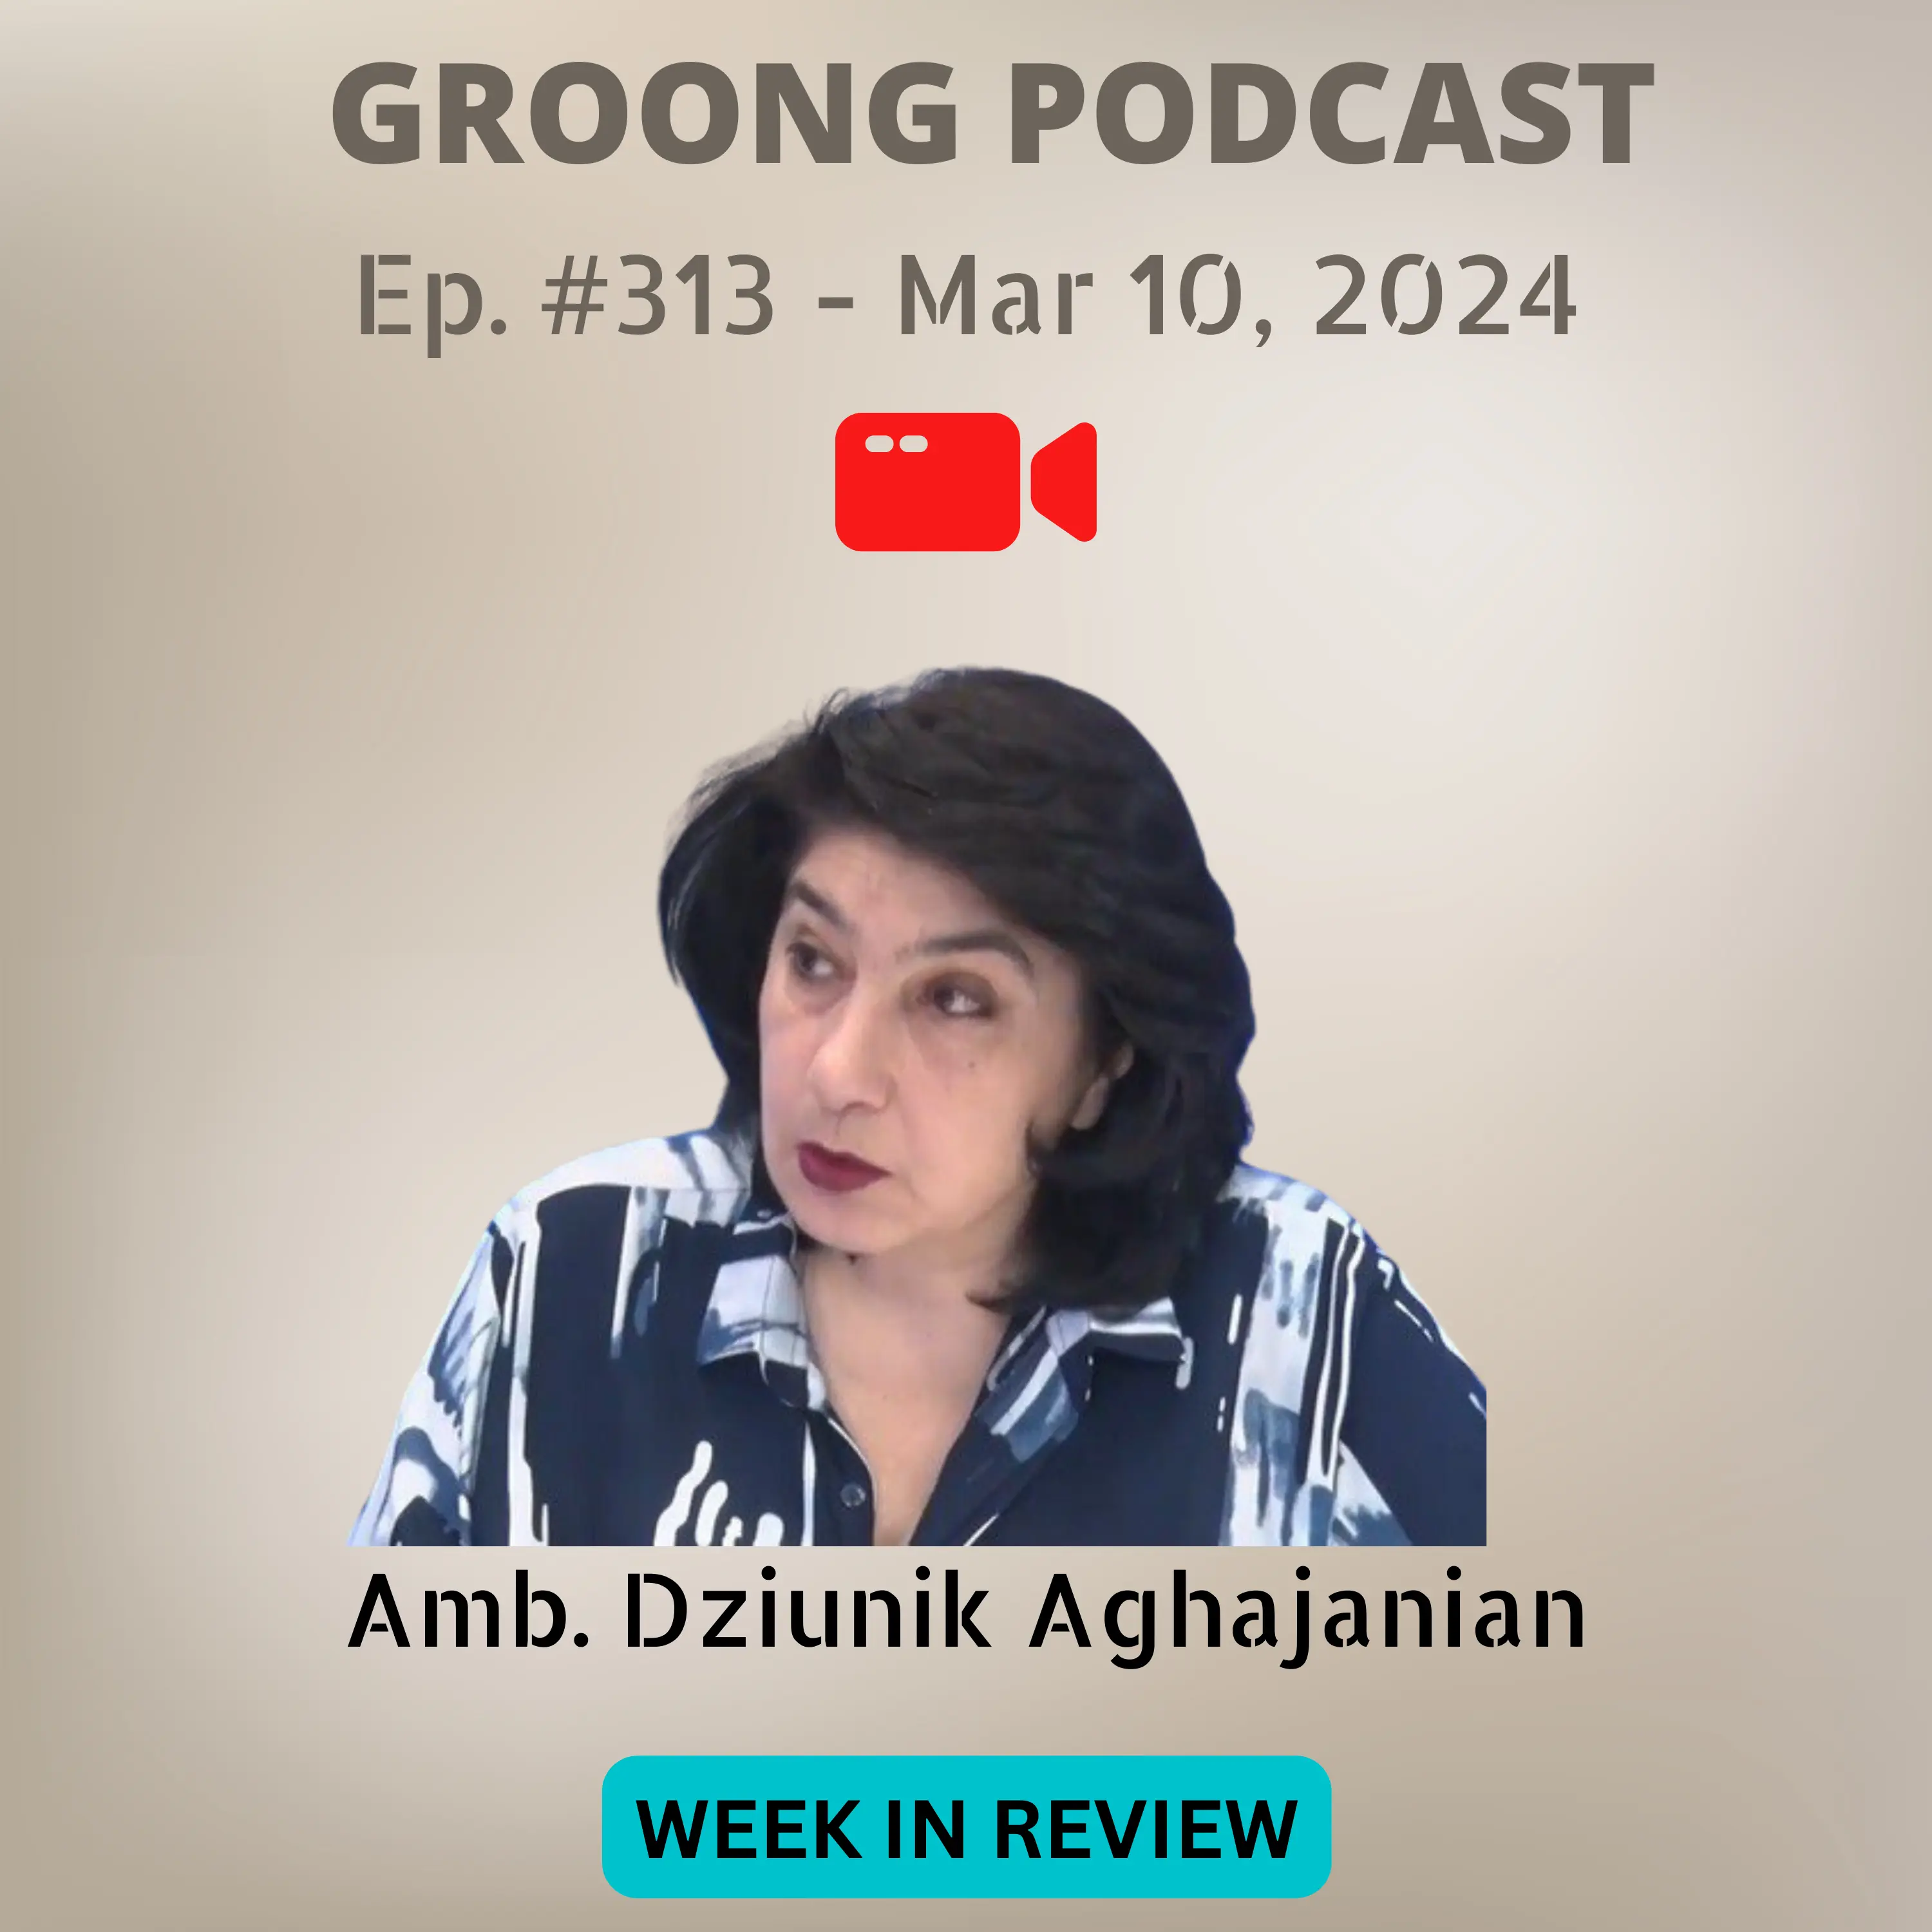 GROONG PODCAST
Ep. #313 - Mar 10, 2024
Amb. Dziunik Aghajanian
WEEK IN REVIEW